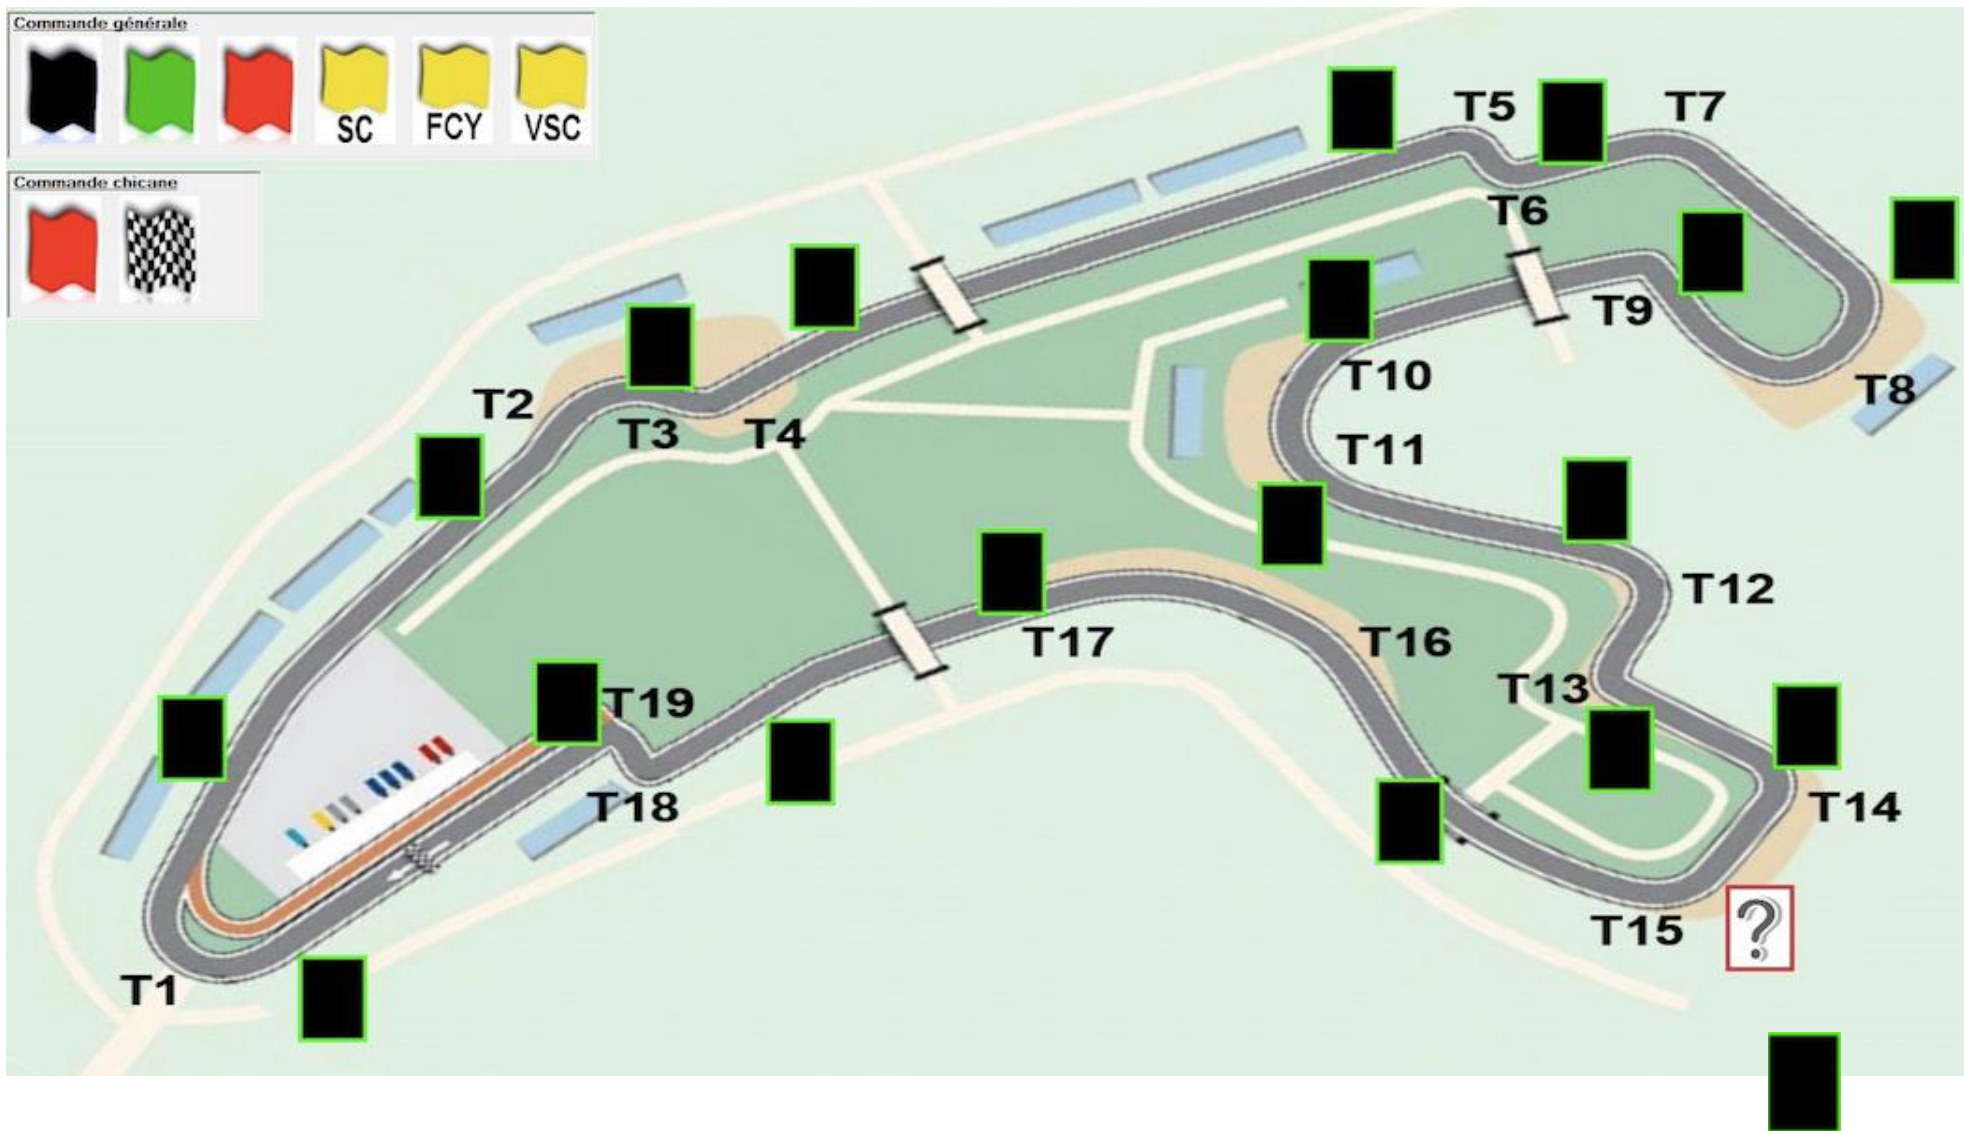 Commande générale
SC FCY VSC
Commande chicane
T5
T7
T6
T9
T2
T3
T4
T10
T8
T11
T12
T17
T16
T13
T19
T18
T14
T15
T1
?